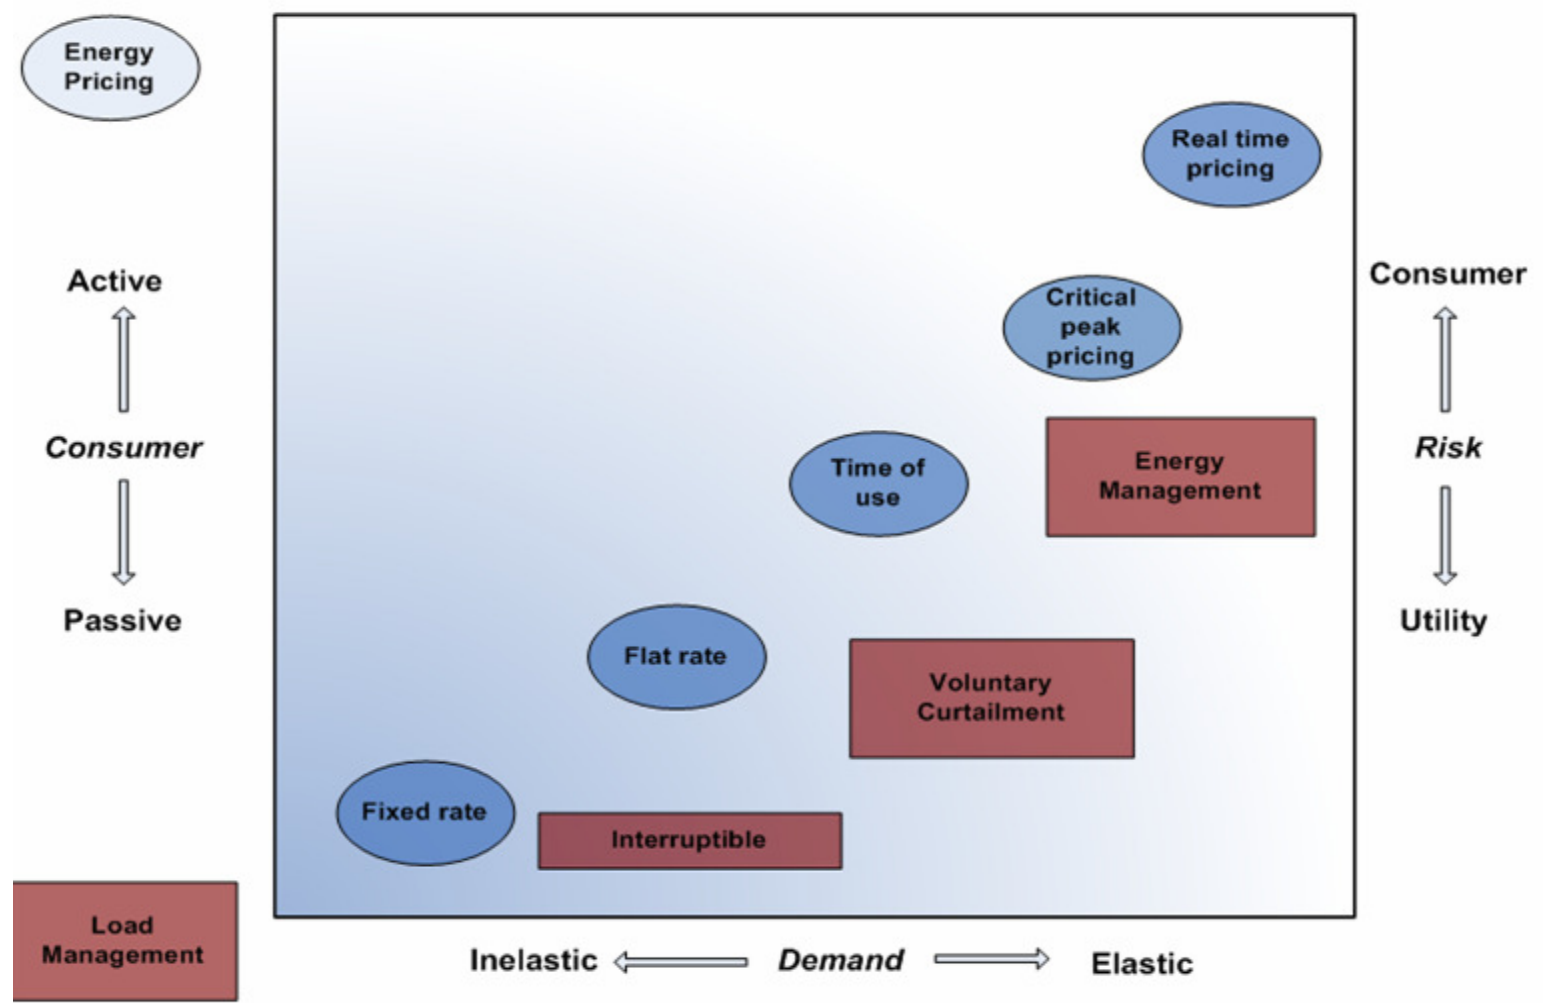 Energy
Pricing
Real time
pricing
Active
Consumer
Critical
peak
pricing
Consumer
Risk
Energy
Management
Time of
use
Passive
Utility
Flat rate
Voluntary
Curtailment
Fixed rate
Interruptible
Load
Management
Inelastic
Demand
Elastic